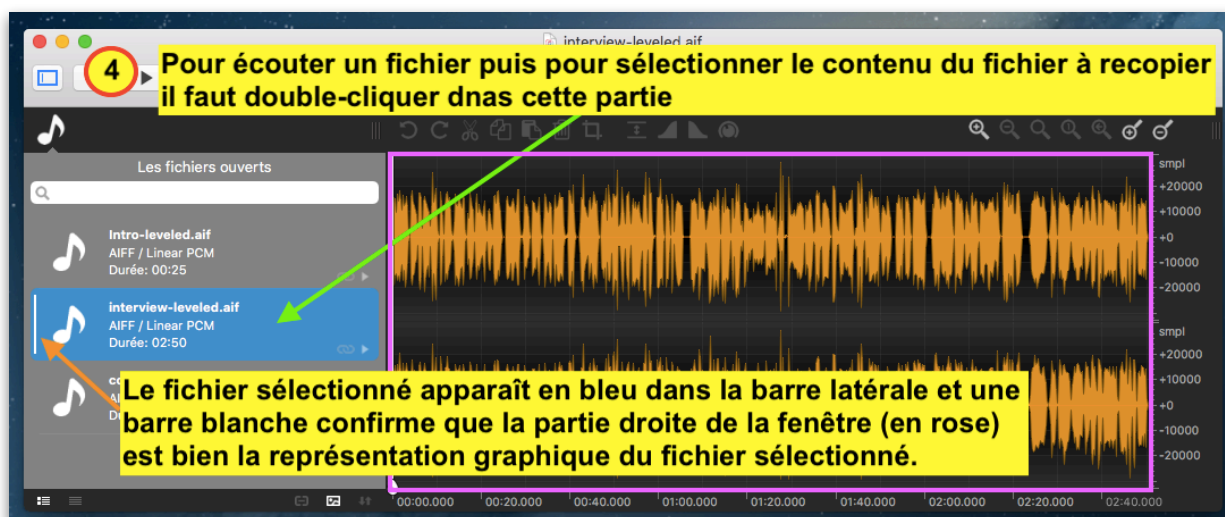 interview-leveled.aif
4
Pour écouter un fichier puis pour sélectionner le contenu du fichier à recopier
il faut double-cliquer dnas cette partie
Les fichiers ouverts
Intro-leveled.aif
AIFF / Linear PCM
Durée: 00:25
interview-leveled.aif
AIFF / Linear PCM
Durée: 02:50
Le fichier sélectionné apparaît en bleu dans la barre latérale et une
barre blanche confirme que la partie droite de la fenêtre (en rose)
est bien la représentation graphique du fichier sélectionné.
smpl
+20000
+10000
+0
-10000
-20000
smpl
+20000
+10000
+0
-10000
-20000
00:00.000 00:20.000 00:40.000 01:00.000 01:20.000 01:40.000 02:00.000 02:20.000 02:40.000